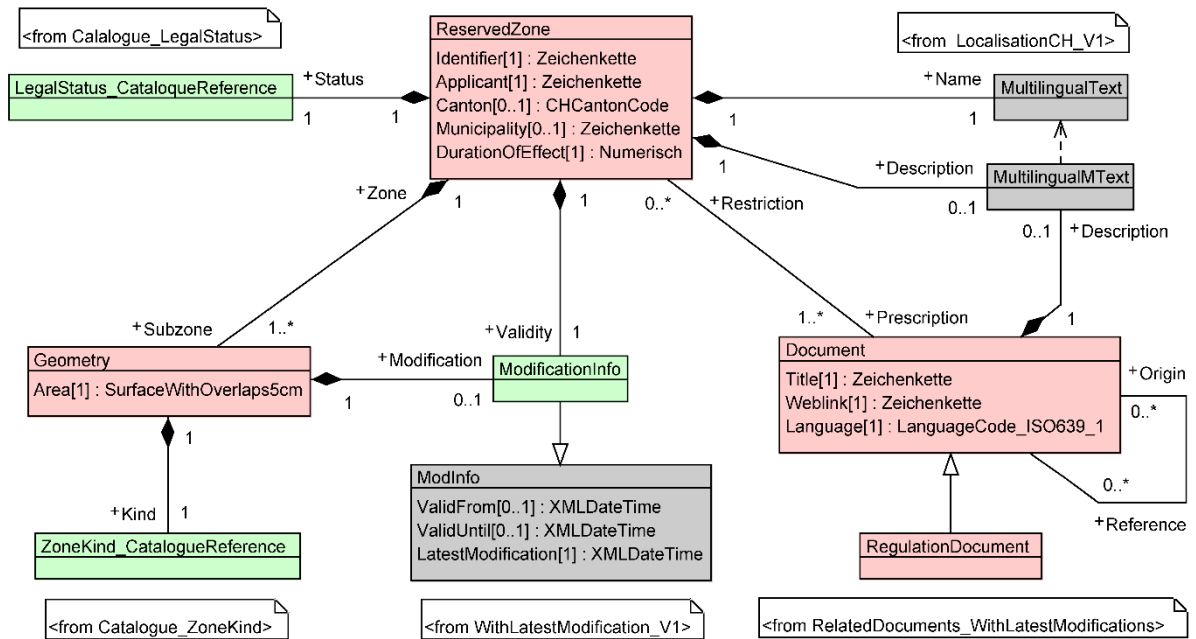 <from Calalogue_LegalStatus>
LegalStatus_CataloqueReference
+Status
1
1
ReservedZone
Identifier[1] : Zeichenkette
Applicant[1] : Zeichenkette
Canton[0..1] : CHCantonCode
Municipality[0..1] : Zeichenkette
DurationOfEffect[1] : Numerisch
<from LocalisationCH_V1>
+Name
1
1
MultilingualText
+Description
1
0..1
MultilingualMText
+Zone
1
1
0..*
+Restriction
0..1
+Description
+Subzone
1..*
+Validity
1
1..*
+Prescription
1
Geometry
Area[1] : SurfaceWithOverlaps5cm
+Modification
1
0..1
ModificationInfo
Document
Title[1] : Zeichenkette
Weblink[1] : Zeichenkette
Language[1] : LanguageCode_ISO639_1
+Origin
0..*
0..*
+Reference
1
+Kind
1
ZoneKind_CatalogueReference
ModInfo
ValidFrom[0..1] : XMLDateTime
ValidUntil[0..1] : XMLDateTime
LatestModification[1] : XMLDateTime
RegulationDocument
<from Catalogue_ZoneKind>
<from WithLatestModification_V1>
<from RelatedDocuments_WithLatestModifications>